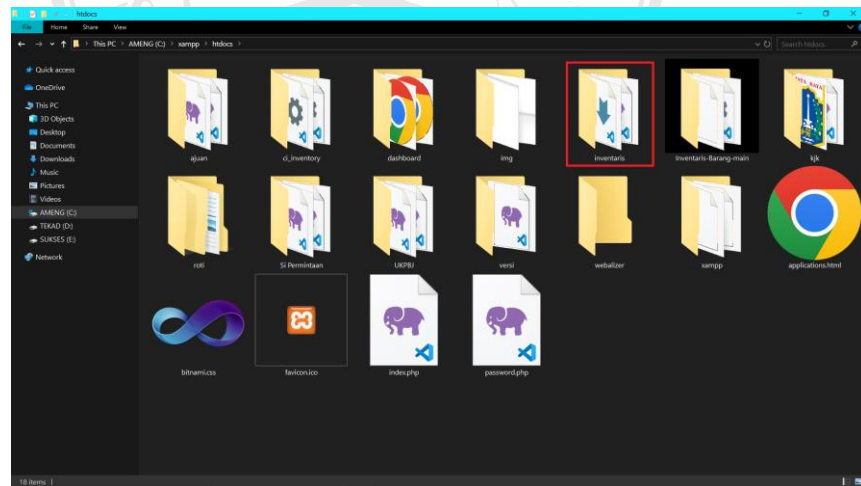 htdocs
File Home Share View
This PC > AMENG (C:) > xampp > htdocs >
Search htdocs
Quick access
OneDrive
This PC
3D Objects
Desktop
Documents
Downloads
Music
Pictures
Videos
AMENG (C:)
TEKAD (D:)
SUKSES (E:)
Network
ajuan ci_inventory dashboard img inventaris Inventaris-Barang-main kjk
roti Si Permintaan UKPBJ versi webalizer xampp applications.html
bitnami.css favicon.ico index.php password.php
18 items